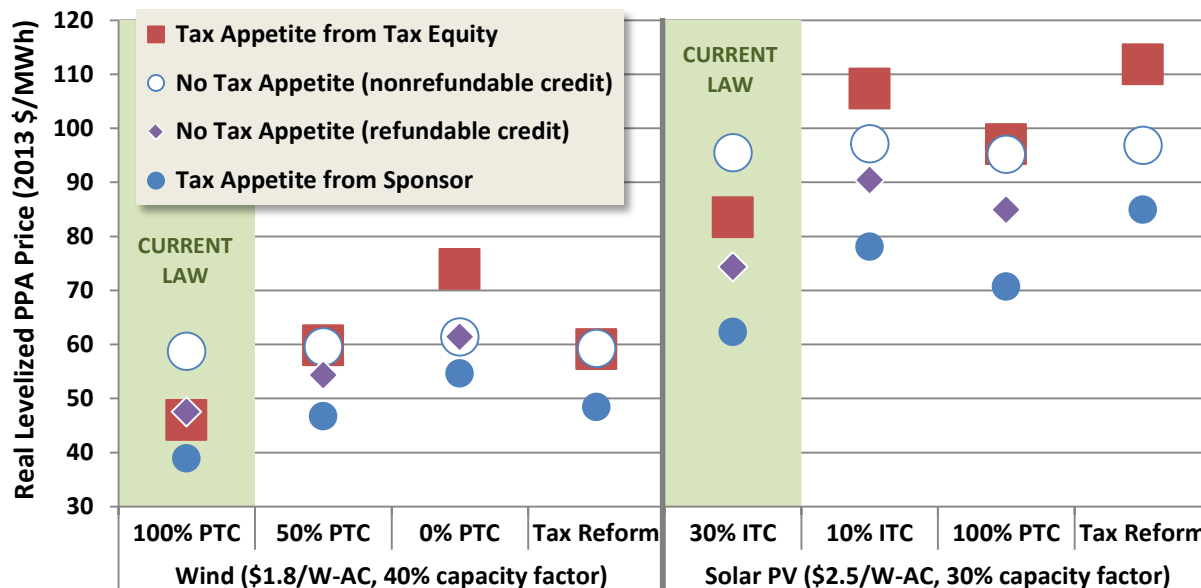 Real Levelized PPA Price (2013 $/MWh)
120
110
100
90
80
70
60
50
40
30
Tax Appetite from Tax Equity
No Tax Appetite (nonrefundable credit)
No Tax Appetite (refundable credit)
Tax Appetite from Sponsor
CURRENT
LAW
CURRENT
LAW
100% PTC 50% PTC 0% PTC Tax Reform 30% ITC 10% ITC 100% PTC Tax Reform
Wind ($1.8/W-AC, 40% capacity factor) Solar PV ($2.5/W-AC, 30% capacity factor)